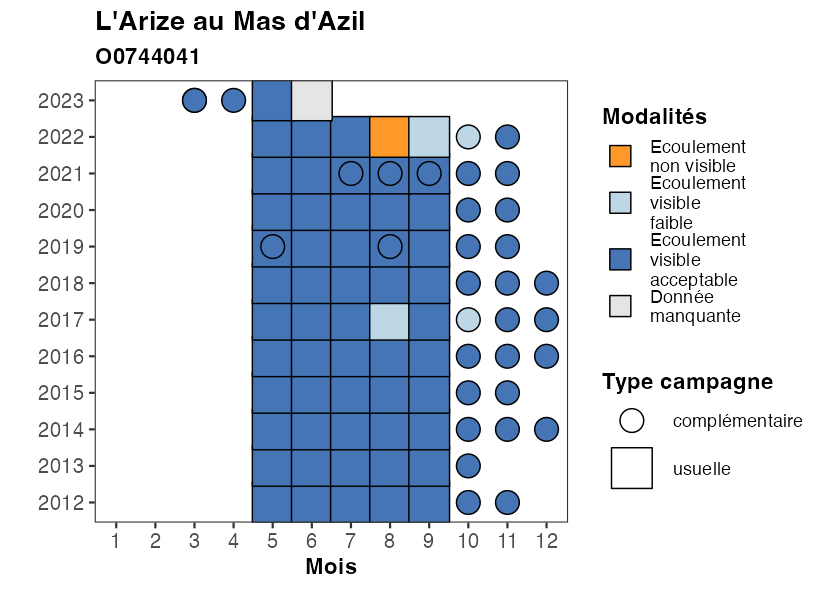 L'Arize au Mas d'Azil
O0744041
2023
2022
2021
2020
2019
2018
2017
2016
2015
2014
2013
2012
1 2 3 4 5 6 7 8 9 10 11 12
Mois
Modalités
Ecoulement
non visible
Ecoulement
visible
faible
Ecoulement
visible
acceptable
Donnée
manquante
Type campagne
complémentaire
usuelle